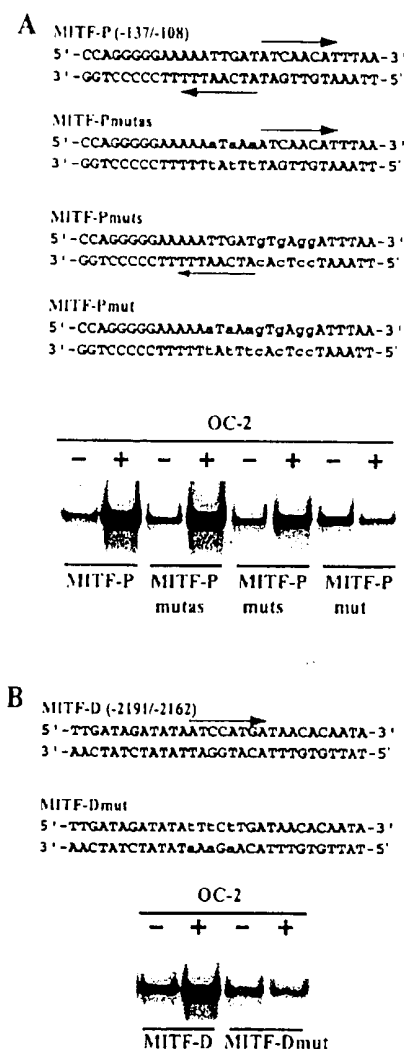 A
MITF-P (-137/-108)
5'-CCAGGGGGAAAAATTGATATCAACATTTAA-3'
3'-GGTCCCCCTTTTTAACTATAGTTGTAAATT-5'
MITF-Pmutas
5'-CCAGGGGGAAAAAaTaAaATCAACATTTAA-3'
3'-GGTCCCCCTTTTTtAtTtTAGTTGTAAATT-5'
MITF-Pmuts
5'-CCAGGGGGAAAAATTGATgTgAggATTTAA-3'
3'-GGTCCCCCTTTTTAACTAcAcTccTAAATT-5'
MITF-Pmut
5'-CCAGGGGGAAAAAaTaAagTgAggATTTAA-3'
3'-GGTCCCCCTTTTTtAtTtcAcTccTAAATT-5'
OC-2
- + - + - + - +
MITF-P MITF-P MITF-P MITF-P
mutas muts mut
B
MITF-D (-2191/-2162)
5'-TTGATAGATATAATCCATGATAACACAATA-3'
3'-AACTATCTATATTAGGTACATTTGTGTTAT-5'
MITF-Dmut
5'-TTGATAGATATAtTtCtTGATAACACAATA-3'
3'-AACTATCTATATaAaGaACATTTGTGTTAT-5'
OC-2
- + - +
MITF-D MITF-Dmut